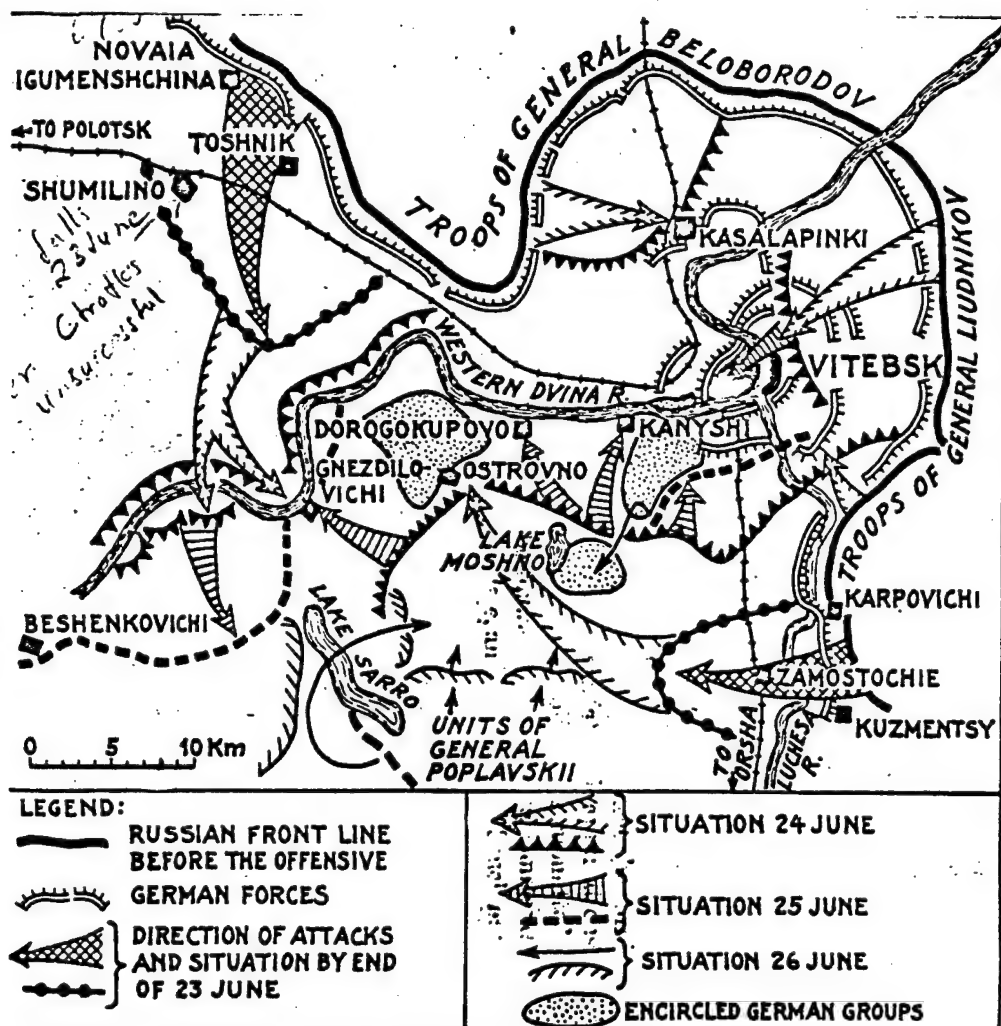 NOVAIA
IGUMENSHCHINA
TO POLOTSK
TOSHNIK
SHUMILINO
falls
23 June
unsuccessful
TROOPS OF GENERAL BELOBORODOV
KASALAPINKI
VITEBSK
WESTERN DVINA R.
DOROGOKUPOVO
KANYSHI
GNEZDILO-
VICHI
OSTROVNO
LAKE
MOSHNO
TROOPS OF GENERAL LIUDNIKOV
BESHENKOVICHI
LAKE
SARRO
KARPOVICHI
ZAMOSTOCHIE
KUZMENTSY
UNITS OF
GENERAL
POPLAVSKII
TO
ORSHA
LUCHESA
R.
0 5 10 Km
LEGEND:
RUSSIAN FRONT LINE
BEFORE THE OFFENSIVE
GERMAN FORCES
DIRECTION OF ATTACKS
AND SITUATION BY END
OF 23 JUNE
SITUATION 24 JUNE
SITUATION 25 JUNE
SITUATION 26 JUNE
ENCIRCLED GERMAN GROUPS